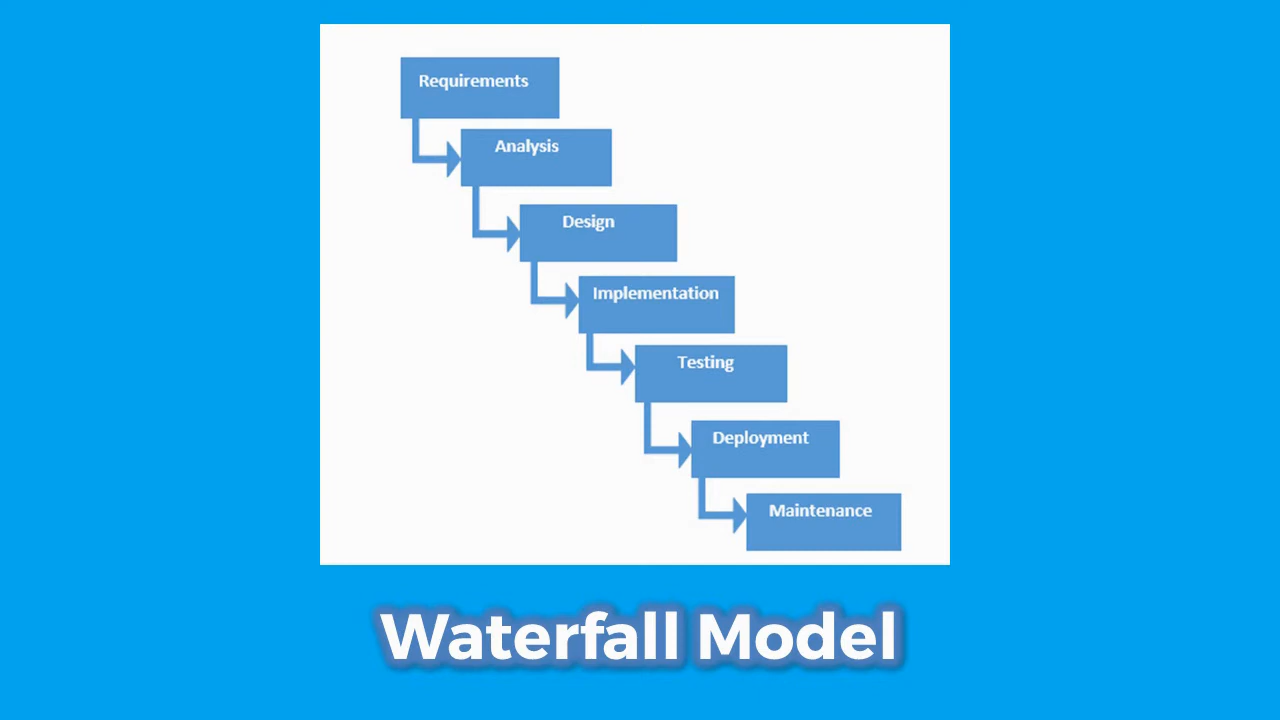 Requirements
Analysis
Design
Implementation
Testing
Deployment
Maintenance
Waterfall Model